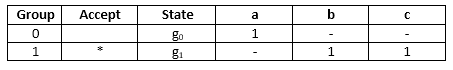 Group Accept State a b c
0 g₀ 1 - -
1 * g₁ - 1 1